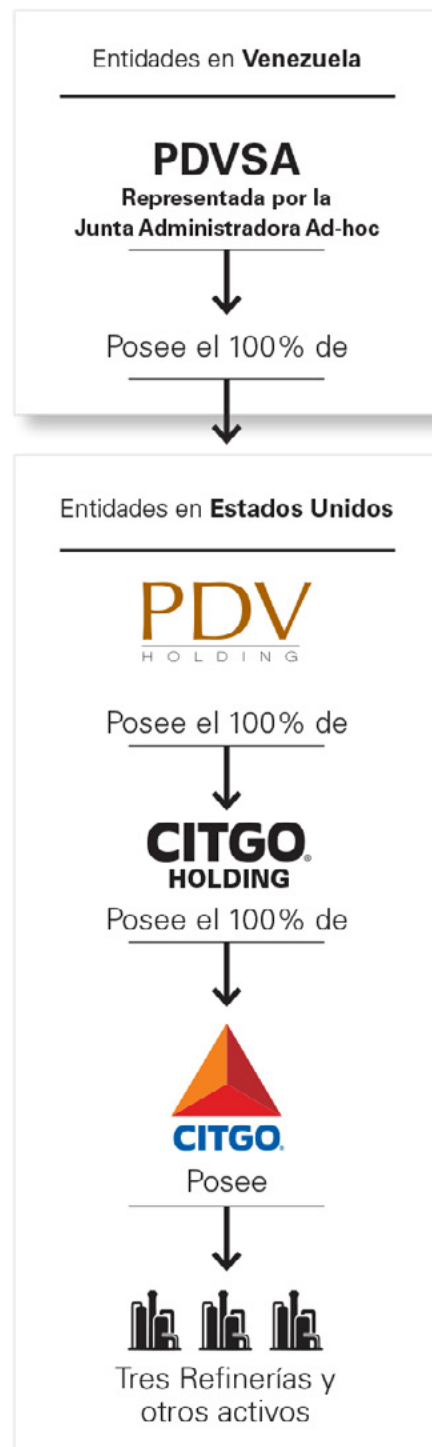 Entidades en Venezuela
PDVSA
Representada por la
Junta Administradora Ad-hoc
Posee el 100% de
Entidades en Estados Unidos
PDV
HOLDING
Posee el 100% de
CITGO®
HOLDING
Posee el 100% de
CITGO®
Posee
Tres Refinerías y
otros activos